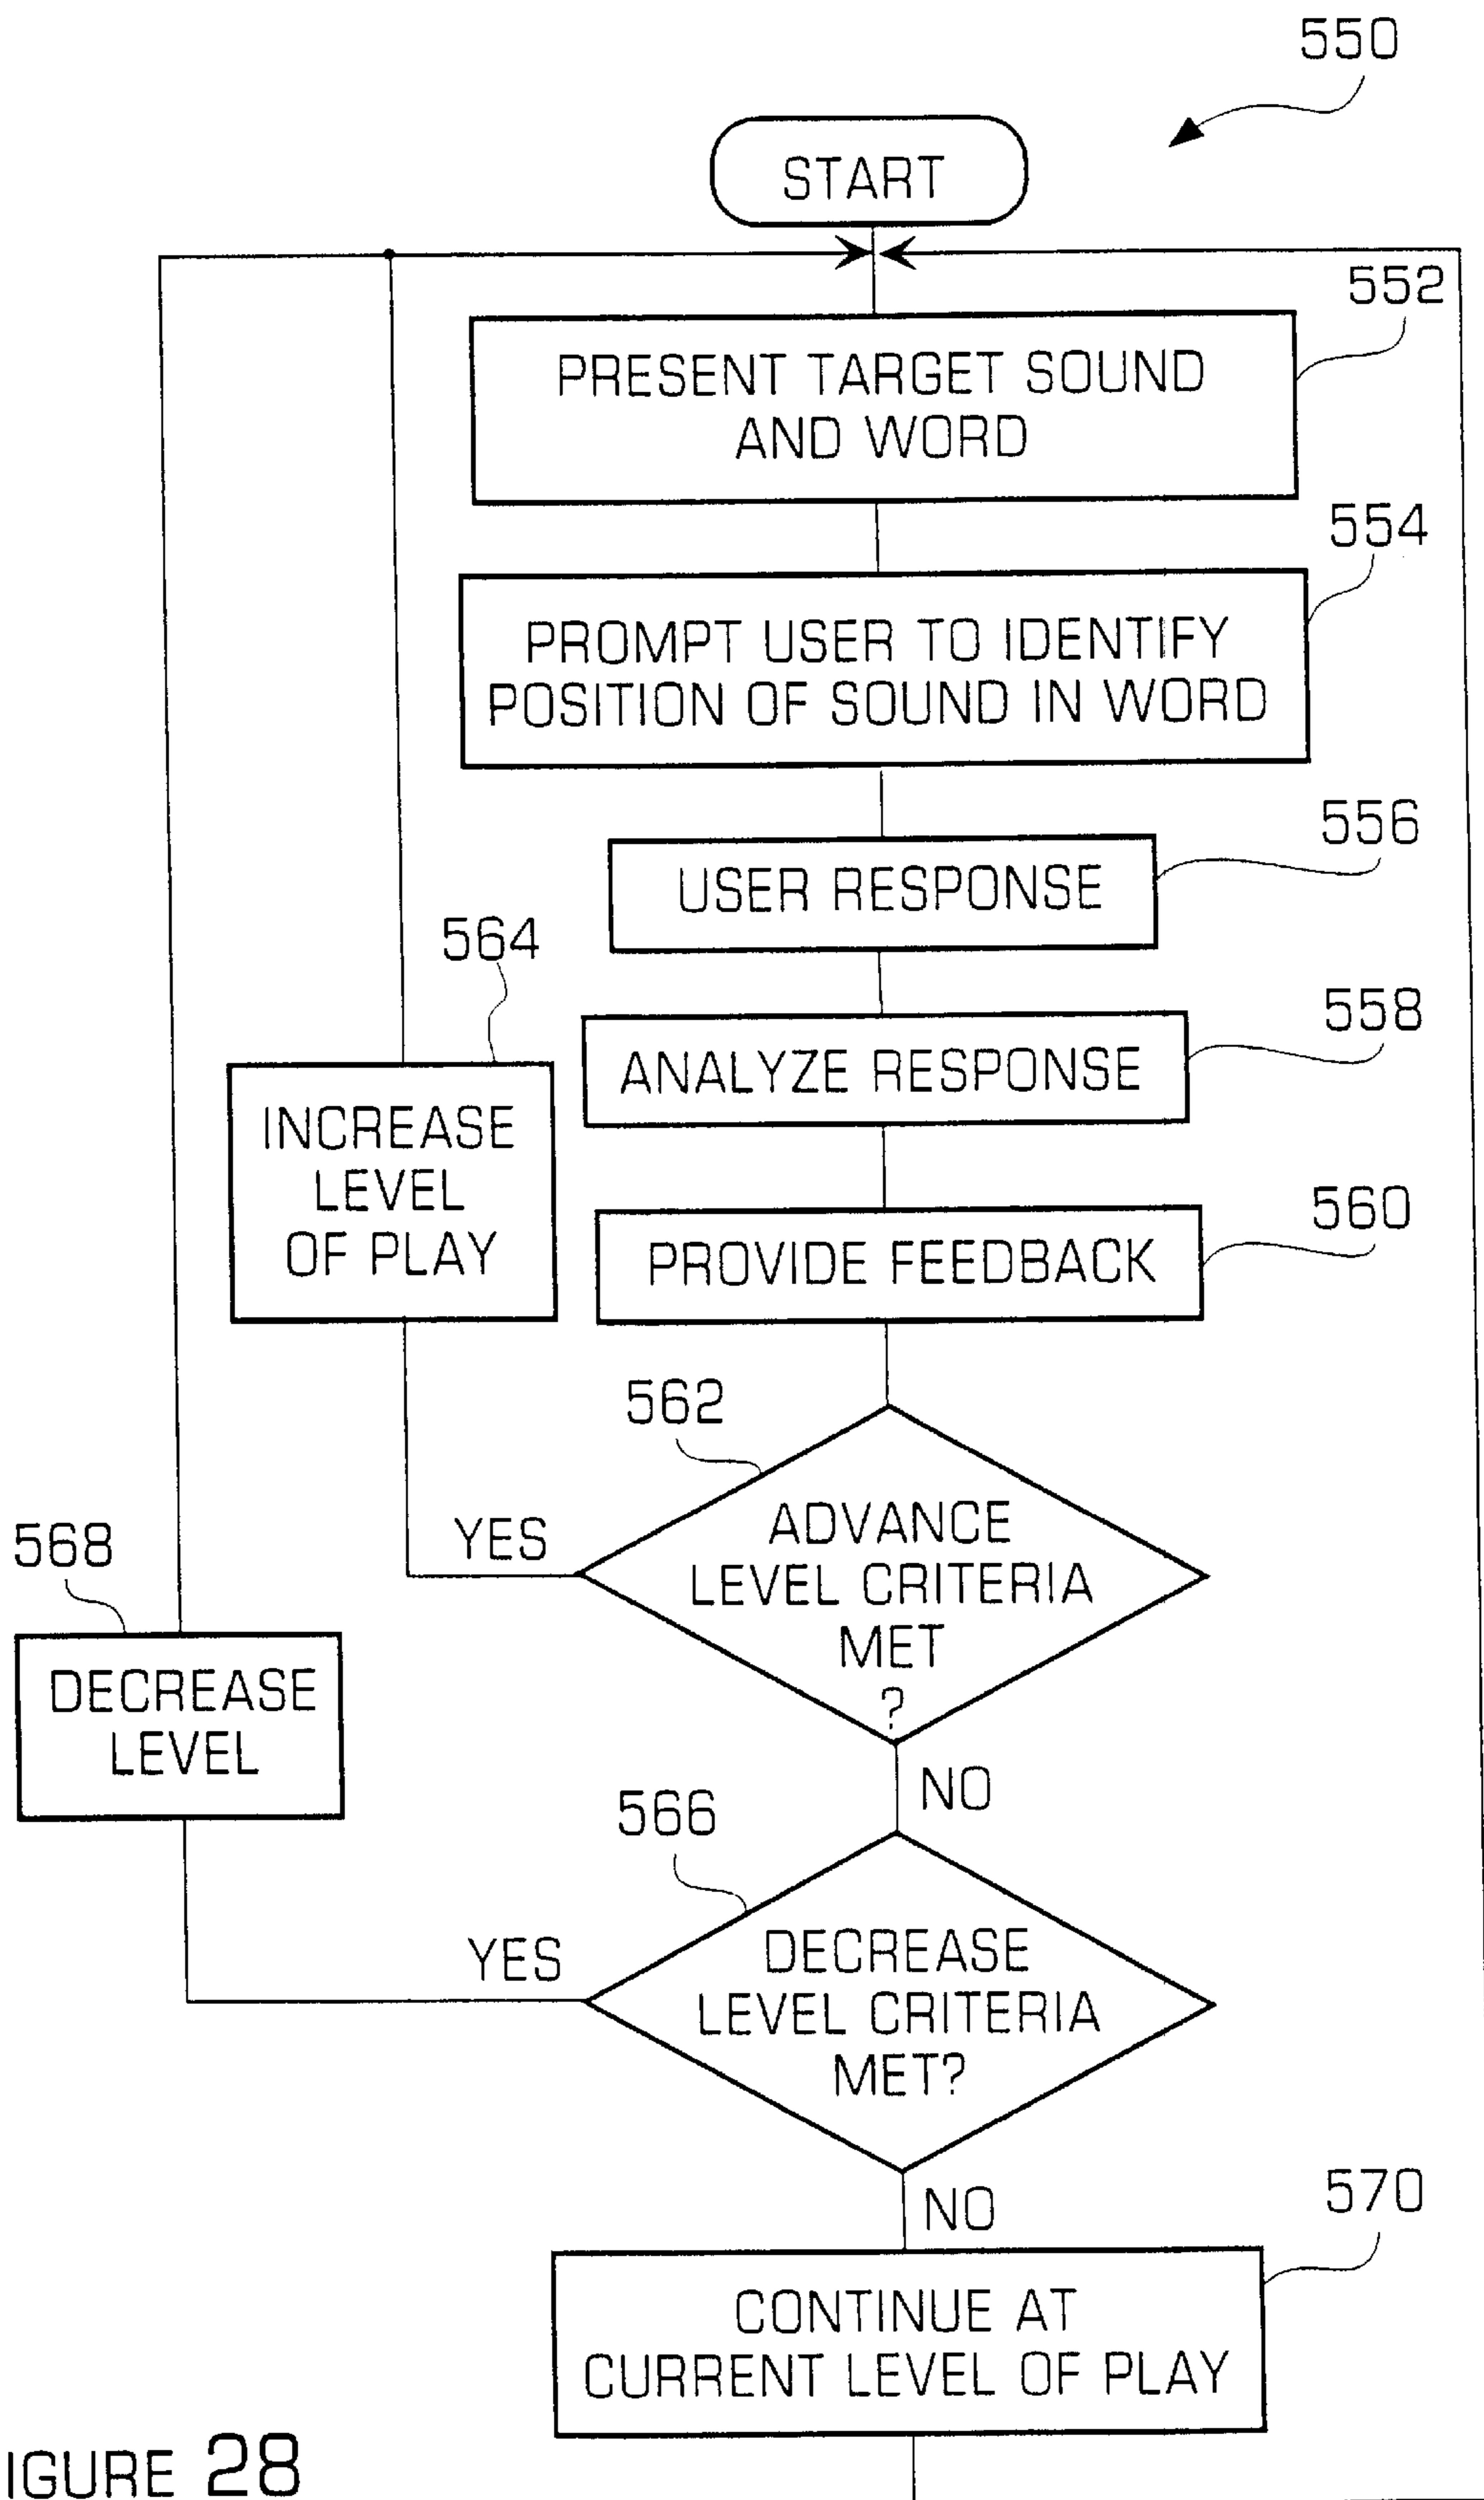 550
START
552
PRESENT TARGET SOUND
AND WORD
554
PROMPT USER TO IDENTIFY
POSITION OF SOUND IN WORD
556
USER RESPONSE
558
ANALYZE RESPONSE
564
INCREASE
LEVEL
OF PLAY
560
PROVIDE FEEDBACK
562
ADVANCE
LEVEL CRITERIA
MET
?
YES
NO
568
DECREASE
LEVEL
566
DECREASE
LEVEL CRITERIA
MET?
YES
NO
570
CONTINUE AT
CURRENT LEVEL OF PLAY
IGURE 28